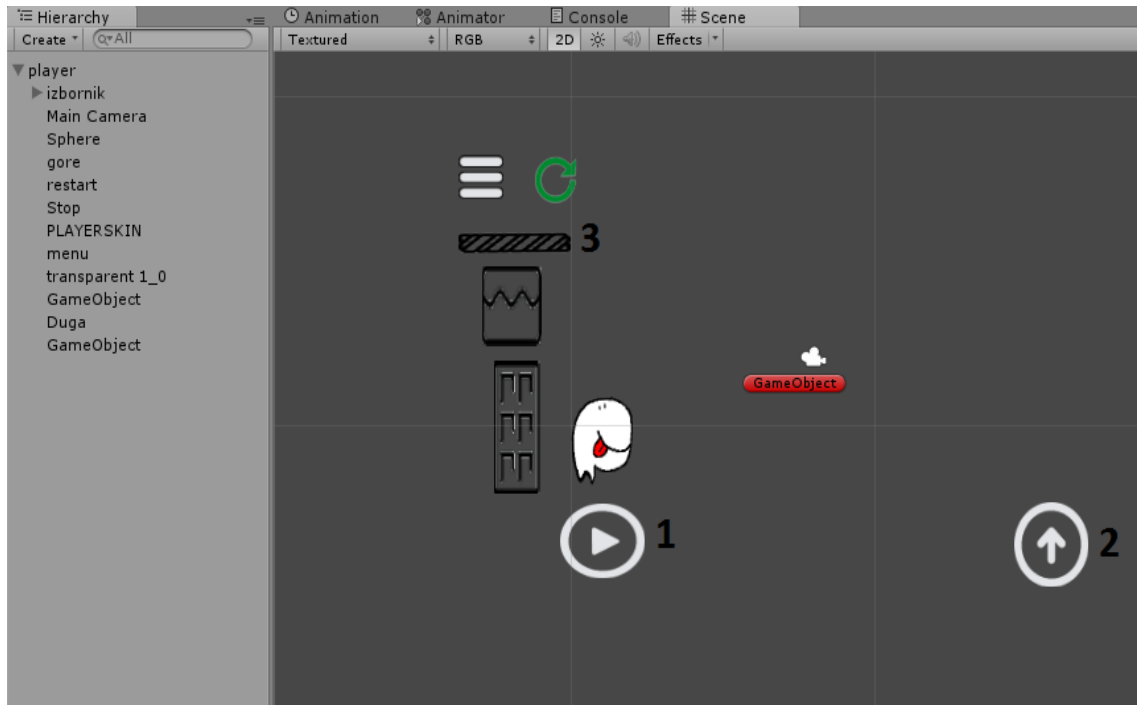 Hierarchy
Create
All
player
izbornik
Main Camera
Sphere
gore
restart
Stop
PLAYERSKIN
menu
transparent 1_0
GameObject
Duga
GameObject
Animation Animator Console Scene
Textured RGB 2D Effects
3
GameObject
1
2